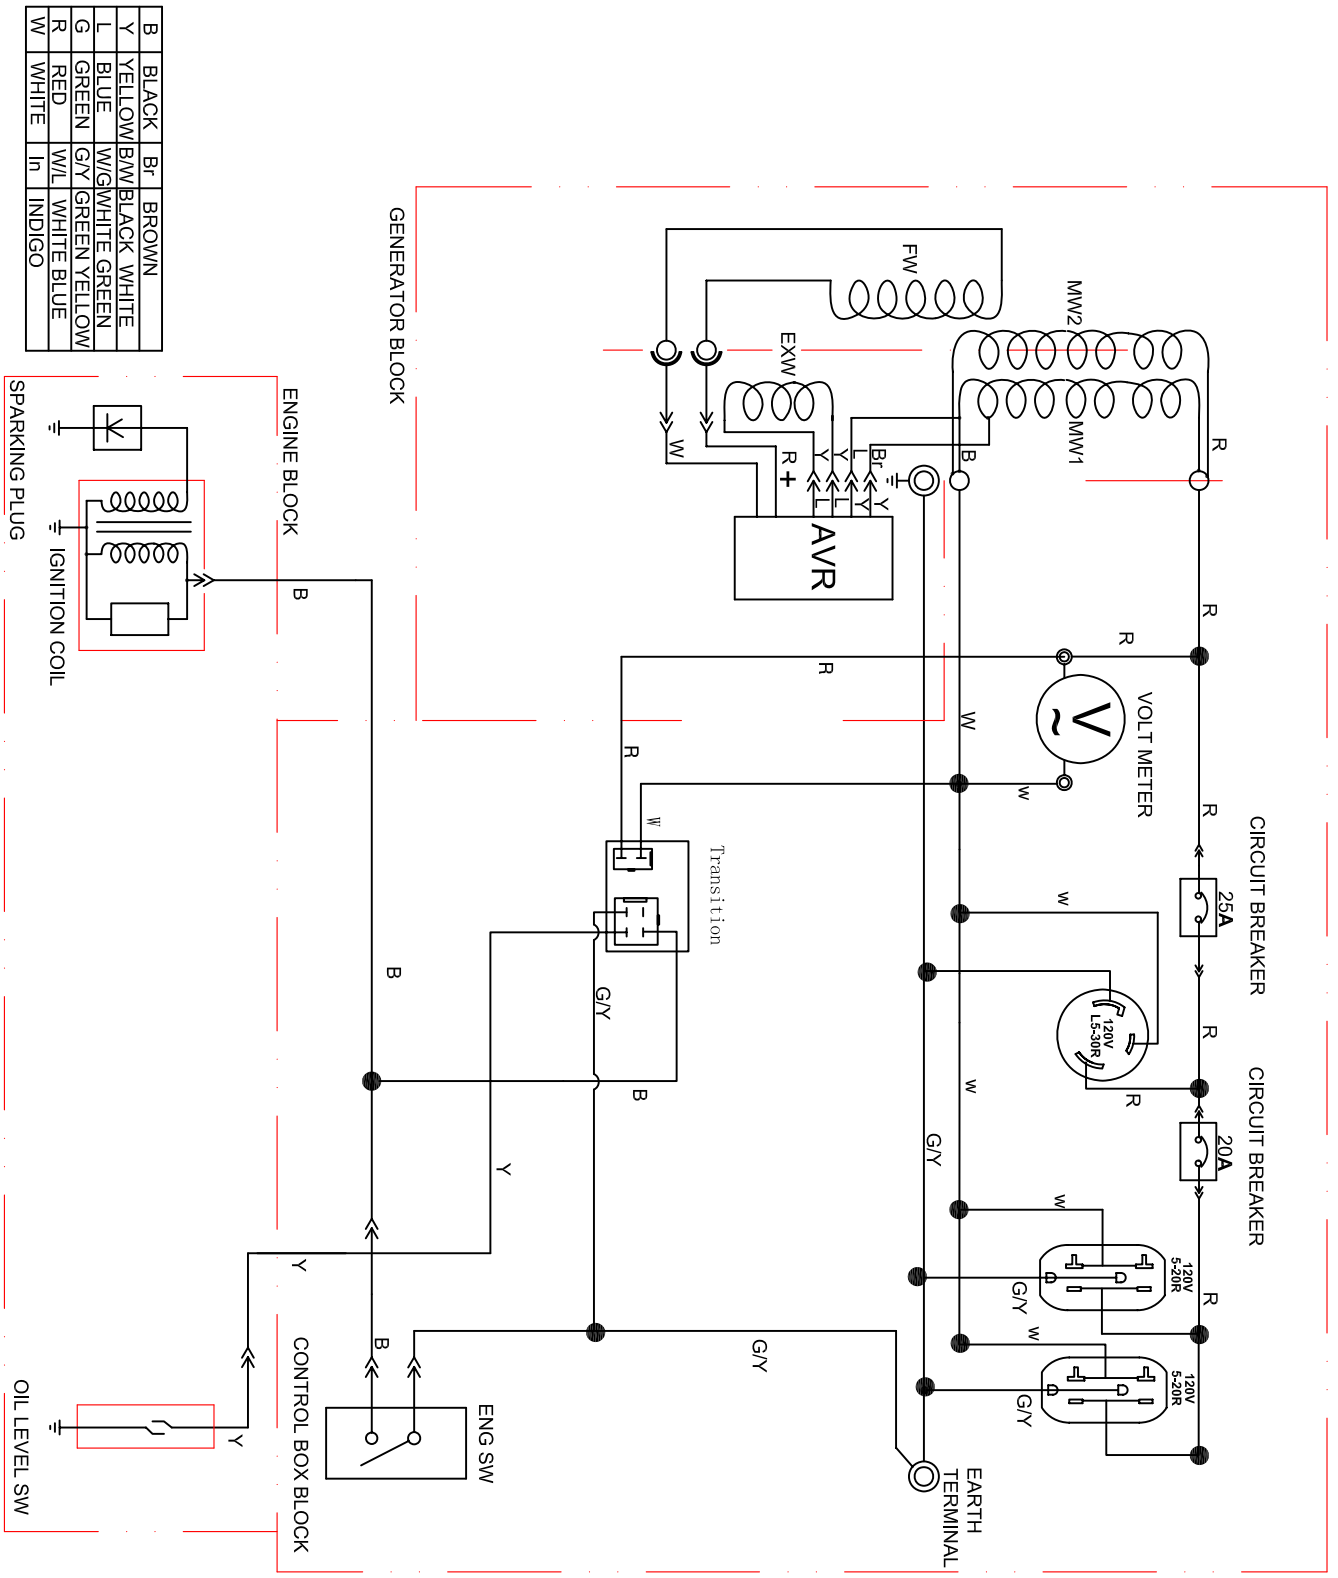 GENERATOR BLOCK
FW
MW2
EXW
MW1
R
B
W
R
+
Y
Y
L
Br
L
L
Y
Y
AVR
R
R
R
VOLT METER
V
~
W
w
R
W
Transition
R
CIRCUIT BREAKER
25A
w
120V
L5-30R
R
R
CIRCUIT BREAKER
20A
w
G/Y
w
120V
5-20R
G/Y
R
w
120V
5-20R
G/Y
EARTH
TERMINAL
G/Y
G/Y
B
B
Y
Y
B
ENG SW
CONTROL BOX BLOCK
ENGINE BLOCK
B
SPARKING PLUG
IGNITION COIL
Y
OIL LEVEL SW
B BLACK Br BROWN
Y YELLOW B/W BLACK WHITE
L BLUE W/G WHITE GREEN
G GREEN G/Y GREEN YELLOW
R RED W/L WHITE BLUE
W WHITE In INDIGO